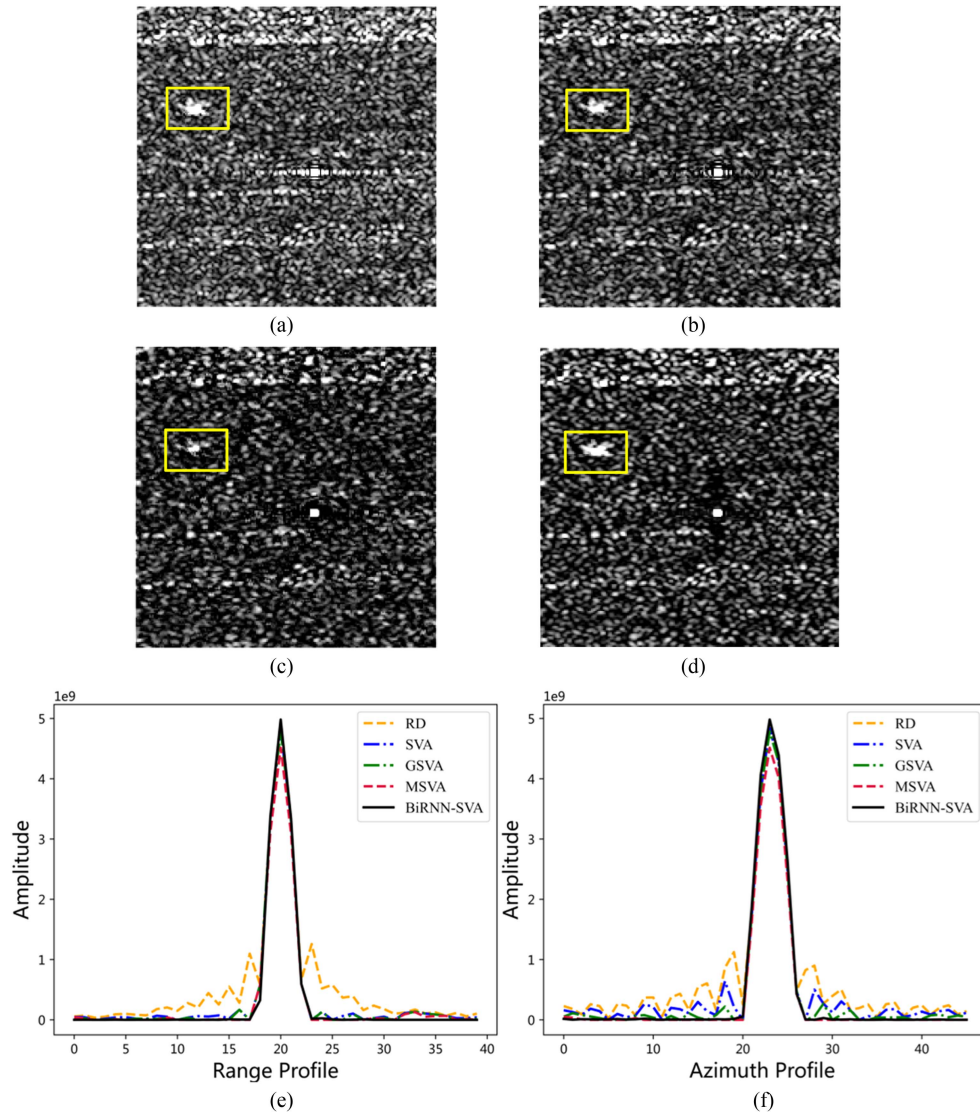 (a)
(b)
(c)
(d)
1e9
5
4
3
2
1
0
Amplitude
RD
SVA
GSVA
MSVA
BiRNN-SVA
0
5
10
15
20
25
30
35
40
Range Profile
(e)
1e9
5
4
3
2
1
0
Amplitude
RD
SVA
GSVA
MSVA
BiRNN-SVA
0
10
20
30
40
Azimuth Profile
(f)